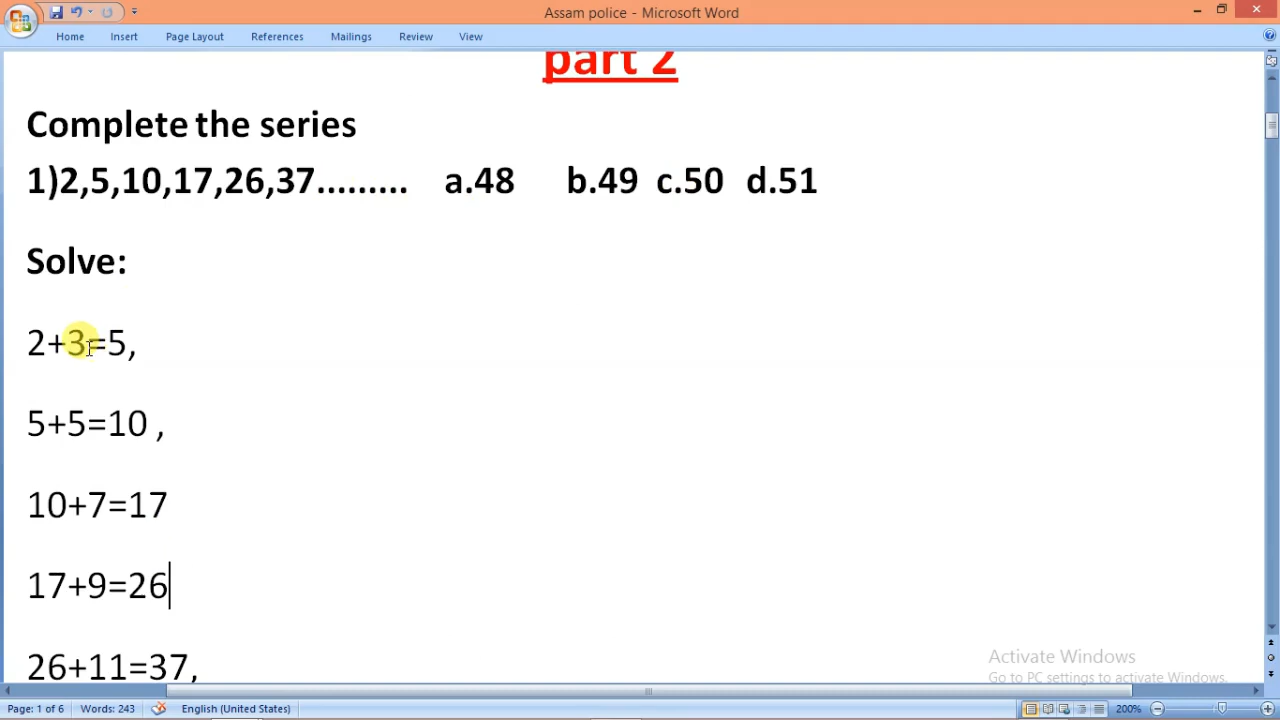 Assam police - Microsoft Word
Home Insert Page Layout References Mailings Review View
part 2
Complete the series
1)2,5,10,17,26,37......... a.48 b.49 c.50 d.51
Solve:
2+3=5,
5+5=10 ,
10+7=17
17+9=26
26+11=37,
Activate Windows
Go to PC settings to activate Windows.
Page: 1 of 6 Words: 243 English (United States) 200%